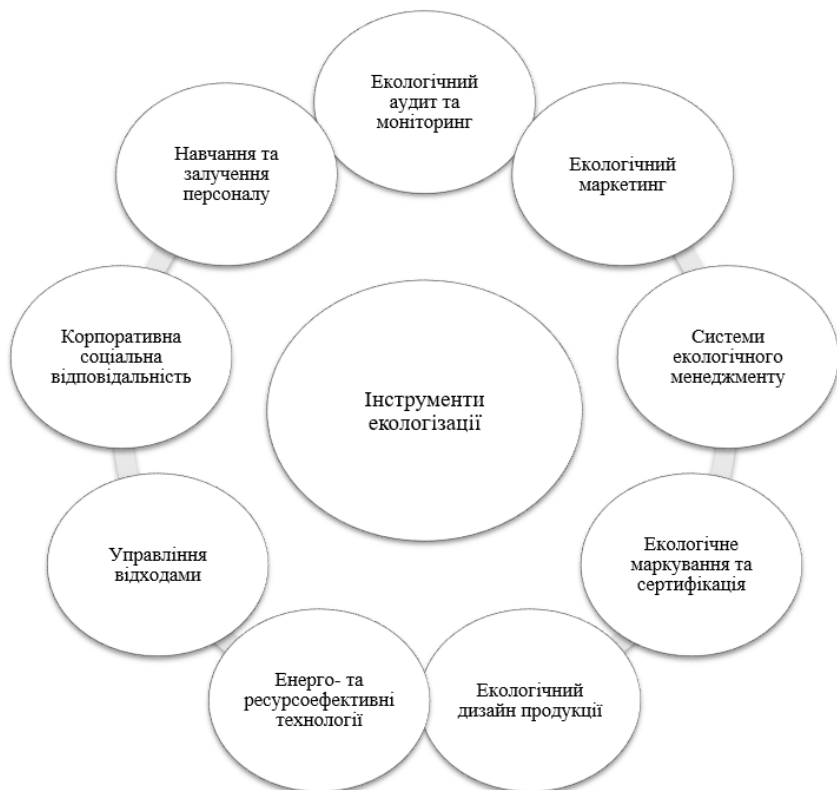 Екологічний
аудит та
моніторинг
Екологічний
маркетинг
Системи
екологічного
менеджменту
Екологічне
маркування та
сертифікація
Екологічний
дизайн продукції
Енерго- та
ресурсоефективні
технології
Управління
відходами
Корпоративна
соціальна
відповідальність
Навчання та
залучення
персоналу
Інструменти
екологізації